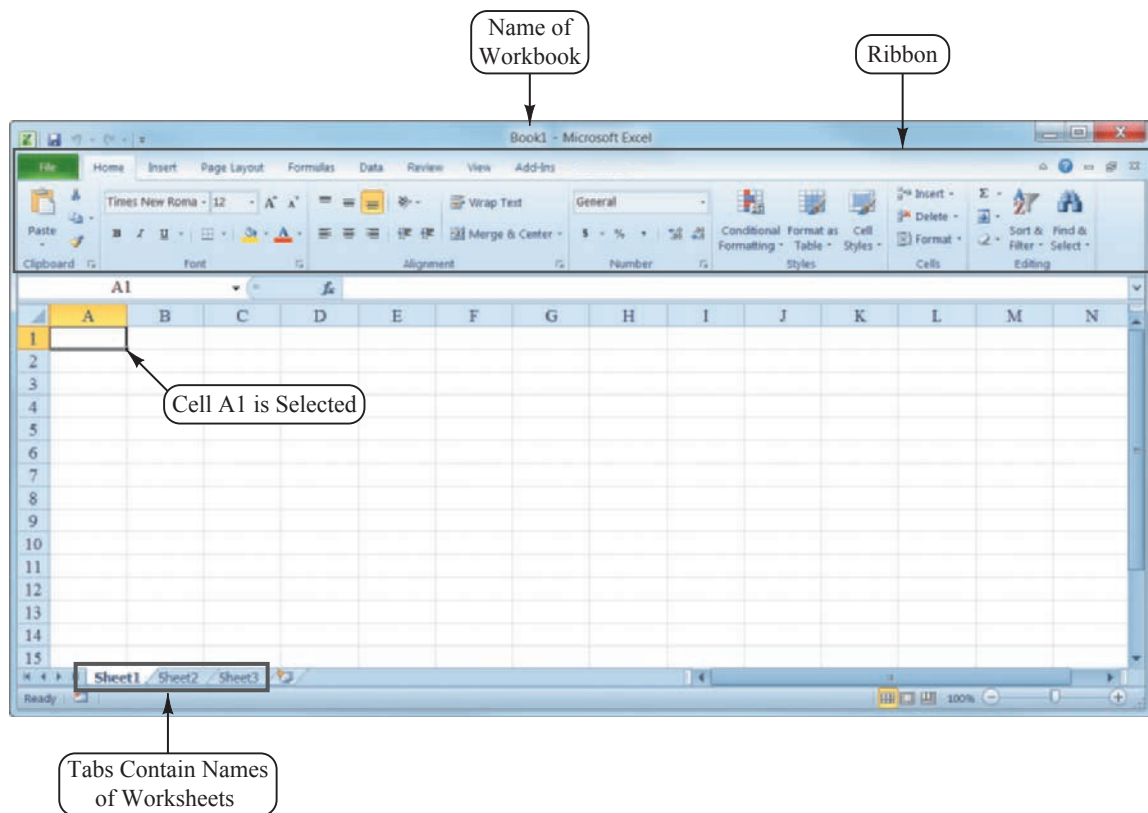 Name of
Workbook
Ribbon
Book1 - Microsoft Excel
File Home Insert Page Layout Formulas Data Review View Add-Ins
Times New Roma 12 A A Wrap Text General Insert Σ
Paste Delete
B I U A Merge & Center $ % , Conditional Format as Cell Format Sort & Find &
Formatting Table Styles Filter Select
Clipboard Font Alignment Number Styles Cells Editing
A1 fx
A B C D E F G H I J K L M N
1
2
3
Cell A1 is Selected
4
5
6
7
8
9
10
11
12
13
14
15
Sheet1 Sheet2 Sheet3
Ready 100%
Tabs Contain Names
of Worksheets